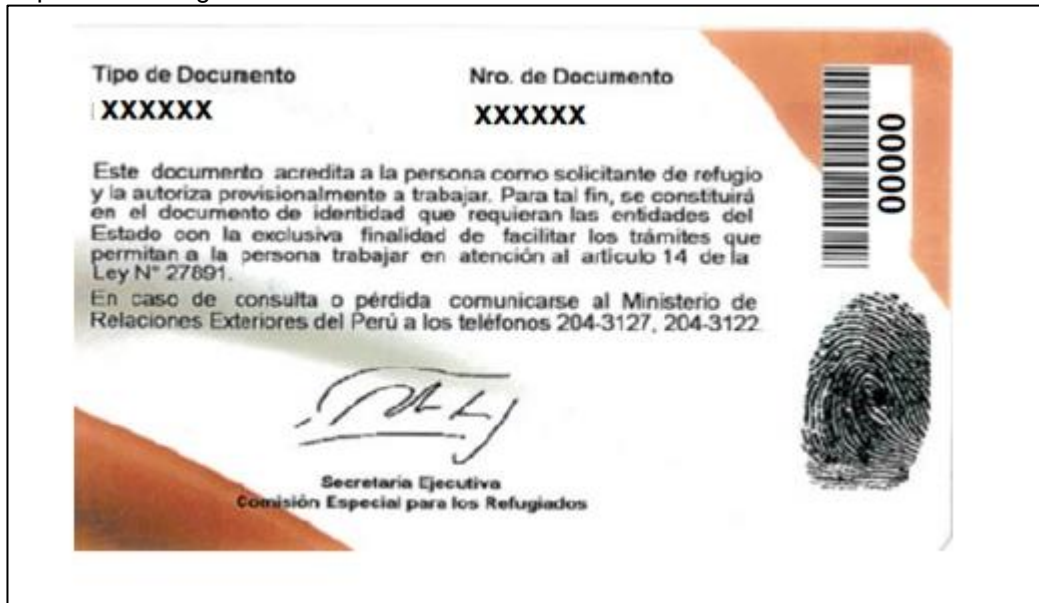 Tipo de Documento
Nro. de Documento
XXXXXX
XXXXXX
00000
Este documento acredita a la persona como solicitante de refugio
y la autoriza provisionalmente a trabajar. Para tal fin, se constituirá
en el documento de identidad que requieran las entidades del
Estado con la exclusiva finalidad de facilitar los trámites que
permitan a la persona trabajar en atención al artículo 14 de la
Ley N° 27891.
En caso de consulta o pérdida comunicarse al Ministerio de
Relaciones Exteriores del Perú a los teléfonos 204-3127, 204-3122
Secretaria Ejecutiva
Comisión Especial para los Refugiados